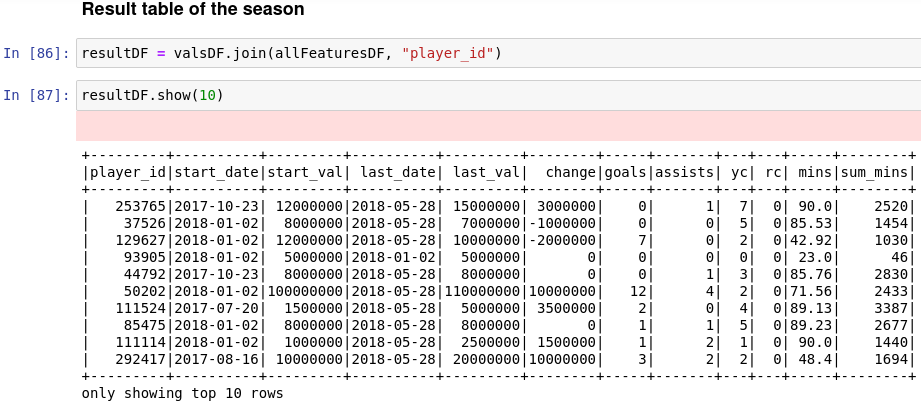 Result table of the season
In [86]: resultDF = valsDF.join(allFeaturesDF, "player_id")
In [87]: resultDF.show(10)
+---------+----------+---------+----------+---------+--------+-----+-------+---+---+-----+--------+
|player_id|start_date|start_val| last_date| last_val|  change|goals|assists| yc| rc| mins|sum_mins|
+---------+----------+---------+----------+---------+--------+-----+-------+---+---+-----+--------+
|   253765|2017-10-23| 12000000|2018-05-28| 15000000| 3000000|    0|      1|  7|  0| 90.0|    2520|
|    37526|2018-01-02|  8000000|2018-05-28|  7000000|-1000000|    0|      0|  5|  0|85.53|    1454|
|   129627|2018-01-02| 12000000|2018-05-28| 10000000|-2000000|    7|      0|  2|  0|42.92|    1030|
|    93905|2018-01-02|  5000000|2018-01-02|  5000000|       0|    0|      0|  0|  0| 23.0|      46|
|    44792|2017-10-23|  8000000|2018-05-28|  8000000|       0|    0|      1|  3|  0|85.76|    2830|
|    50202|2018-01-02|100000000|2018-05-28|110000000|10000000|   12|      4|  2|  0|71.56|    2433|
|   111524|2017-07-20|  1500000|2018-05-28|  5000000| 3500000|    2|      0|  4|  0|89.13|    3387|
|    85475|2018-01-02|  8000000|2018-05-28|  8000000|       0|    1|      1|  5|  0|89.23|    2677|
|   111114|2018-01-02|  1000000|2018-05-28|  2500000| 1500000|    1|      2|  1|  0| 90.0|    1440|
|   292417|2017-08-16| 10000000|2018-05-28| 20000000|10000000|    3|      2|  2|  0| 48.4|    1694|
+---------+----------+---------+----------+---------+--------+-----+-------+---+---+-----+--------+
only showing top 10 rows